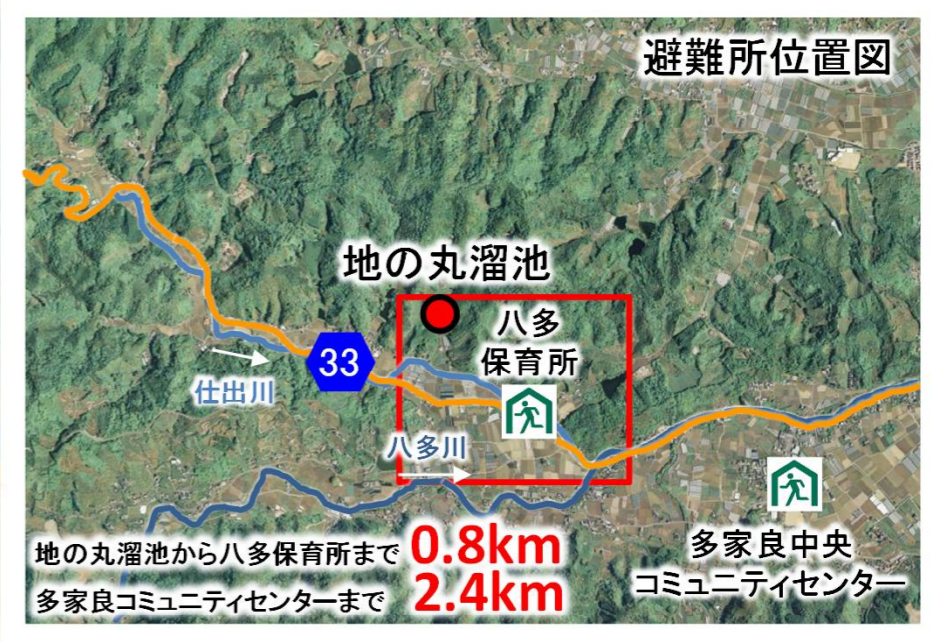 避難所位置図
地の丸溜池
八多
保育所
33
仕出川
八多川
多家良中央
コミュニティセンター
地の丸溜池から八多保育所まで 0.8km
多家良コミュニティセンターまで 2.4km